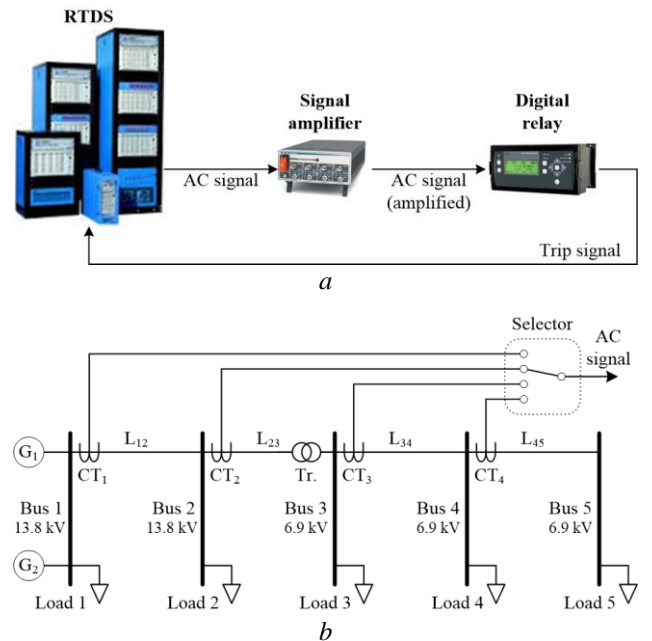 RTDS
Signal
amplifier
Digital
relay
AC signal
AC signal
(amplified)
Trip signal
a
Selector
AC
signal
G1
L12
L23
L34
L45
CT1
CT2
Tr.
CT3
CT4
Bus 1
13.8 kV
Bus 2
13.8 kV
Bus 3
6.9 kV
Bus 4
6.9 kV
Bus 5
6.9 kV
G2
Load 1
Load 2
Load 3
Load 4
Load 5
b